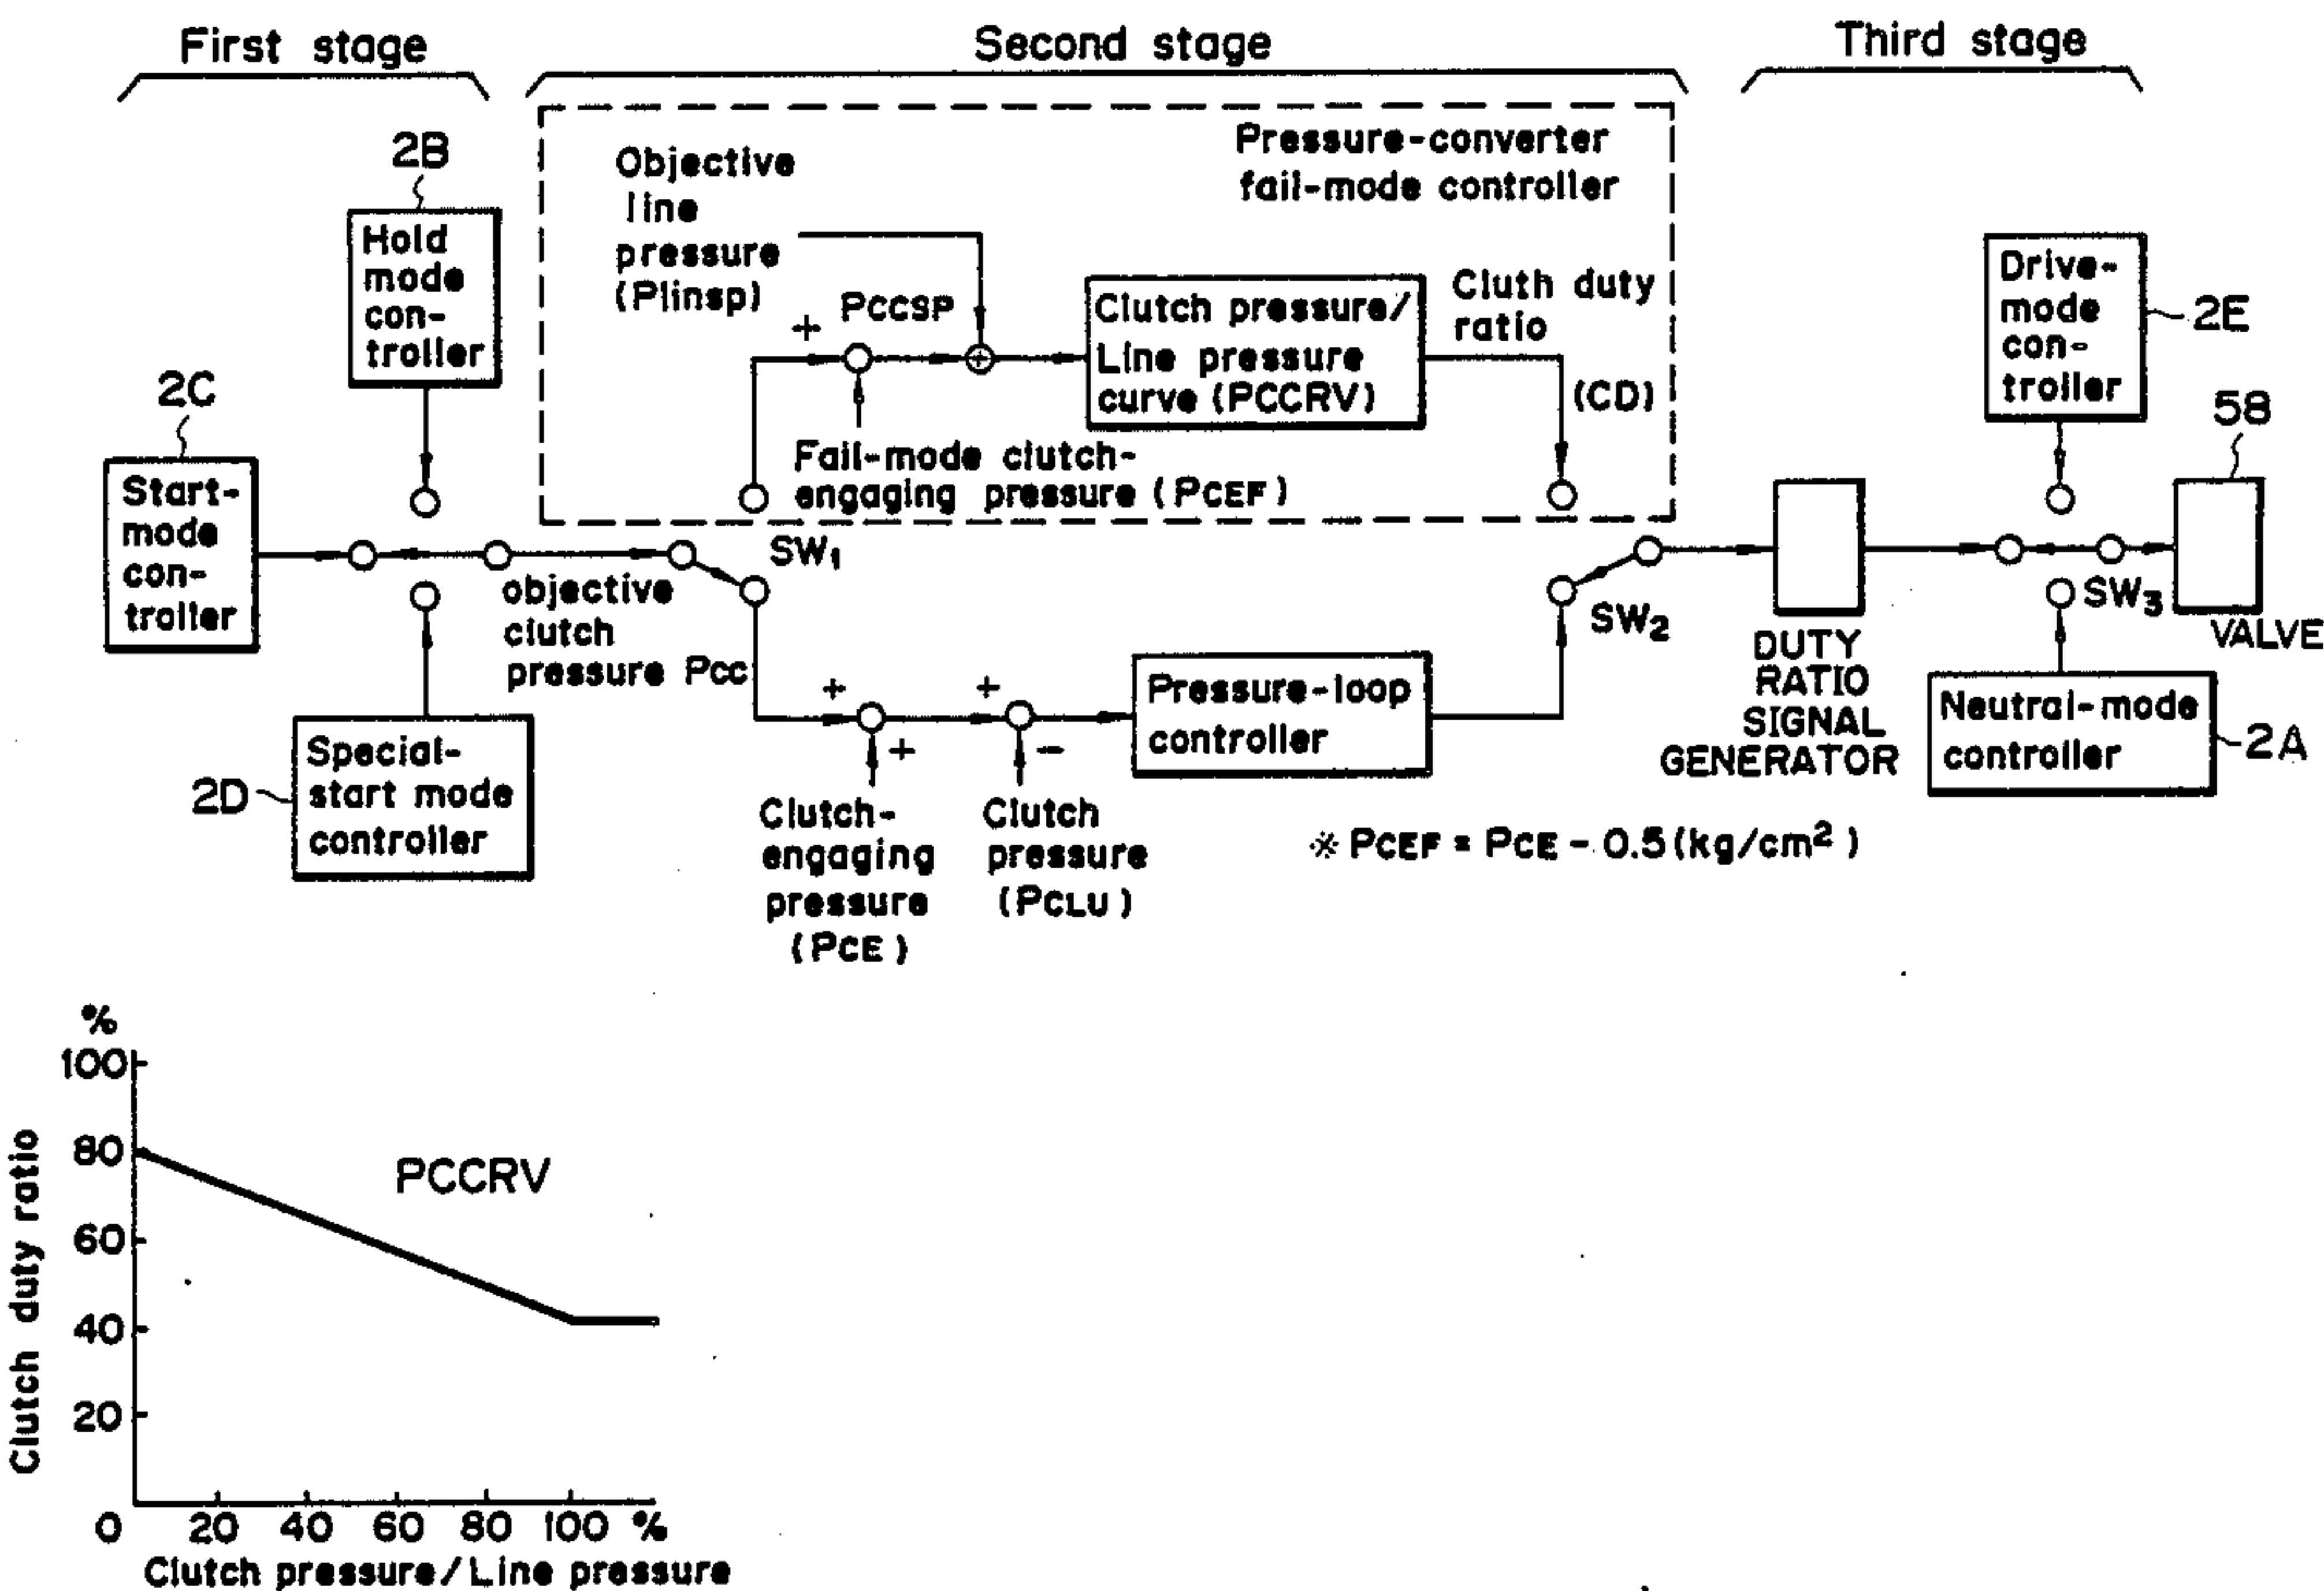 First stage
Second stage
Third stage
2B
Hold
mode
con-
troller
2C
Start-
mode
con-
troller
2D
Special-
start mode
controller
objective
clutch
pressure Pcc
Pressure-converter
fail-mode controller
Objective
line
pressure
(Plinsp)
+
PCCSP
+
Clutch pressure/
Line pressure
curve (PCCRV)
Cluth duty
ratio
(CD)
Fail-mode clutch-
engaging pressure (PCEF)
SW1
+
+
+
-
Clutch-
engaging
pressure
(PCE)
Clutch
pressure
(PCLU)
Pressure-loop
controller
SW2
DUTY
RATIO
SIGNAL
GENERATOR
Drive-
mode
con-
troller
2E
58
SW3
VALVE
Neutral-mode
controller
2A
※ PCEF = PCE - 0.5 (kg/cm2)
%
100
80
60
40
20
Clutch duty ratio
PCCRV
0 20 40 60 80 100 %
Clutch pressure/Line pressure